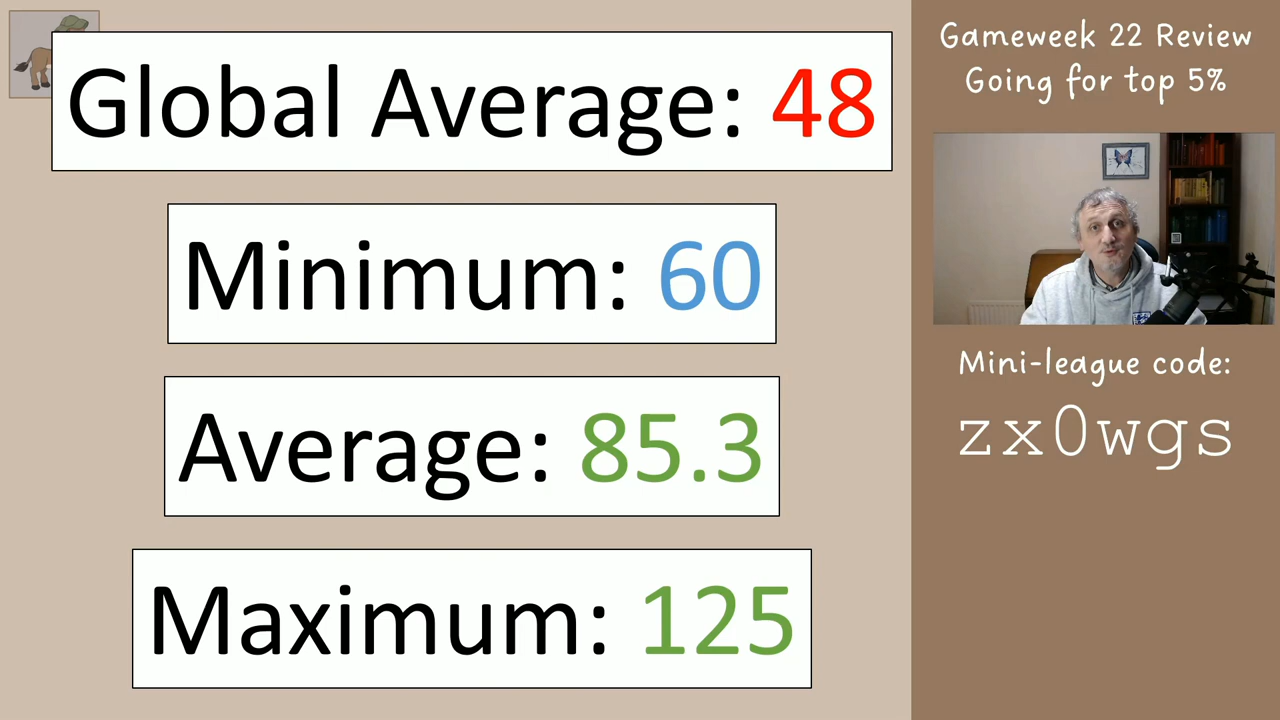 Global Average: 48
Minimum: 60
Average: 85.3
Maximum: 125
Gameweek 22 Review
Going for top 5%
Mini-league code:
zx0wgs